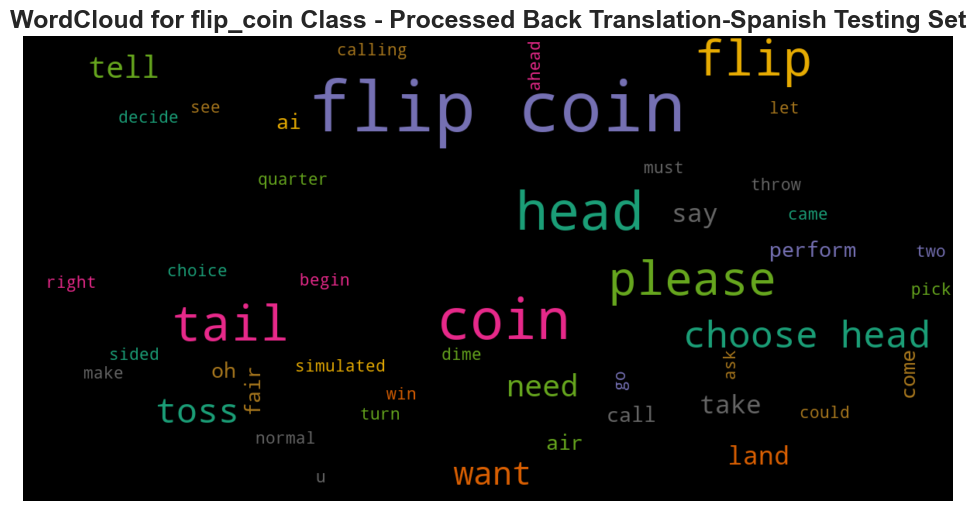 WordCloud for flip_coin Class - Processed Back Translation-Spanish Testing Set
calling
ahead
flip
tell
see
decide
ai
flip coin
let
quarter
must
throw
head
say
came
perform
two
right
choice
begin
please
pick
tail
coin
choose head
sided
make
oh
fair
simulated
dime
need
go
ask
come
win
toss
turn
call
take
could
normal
air
land
u
want